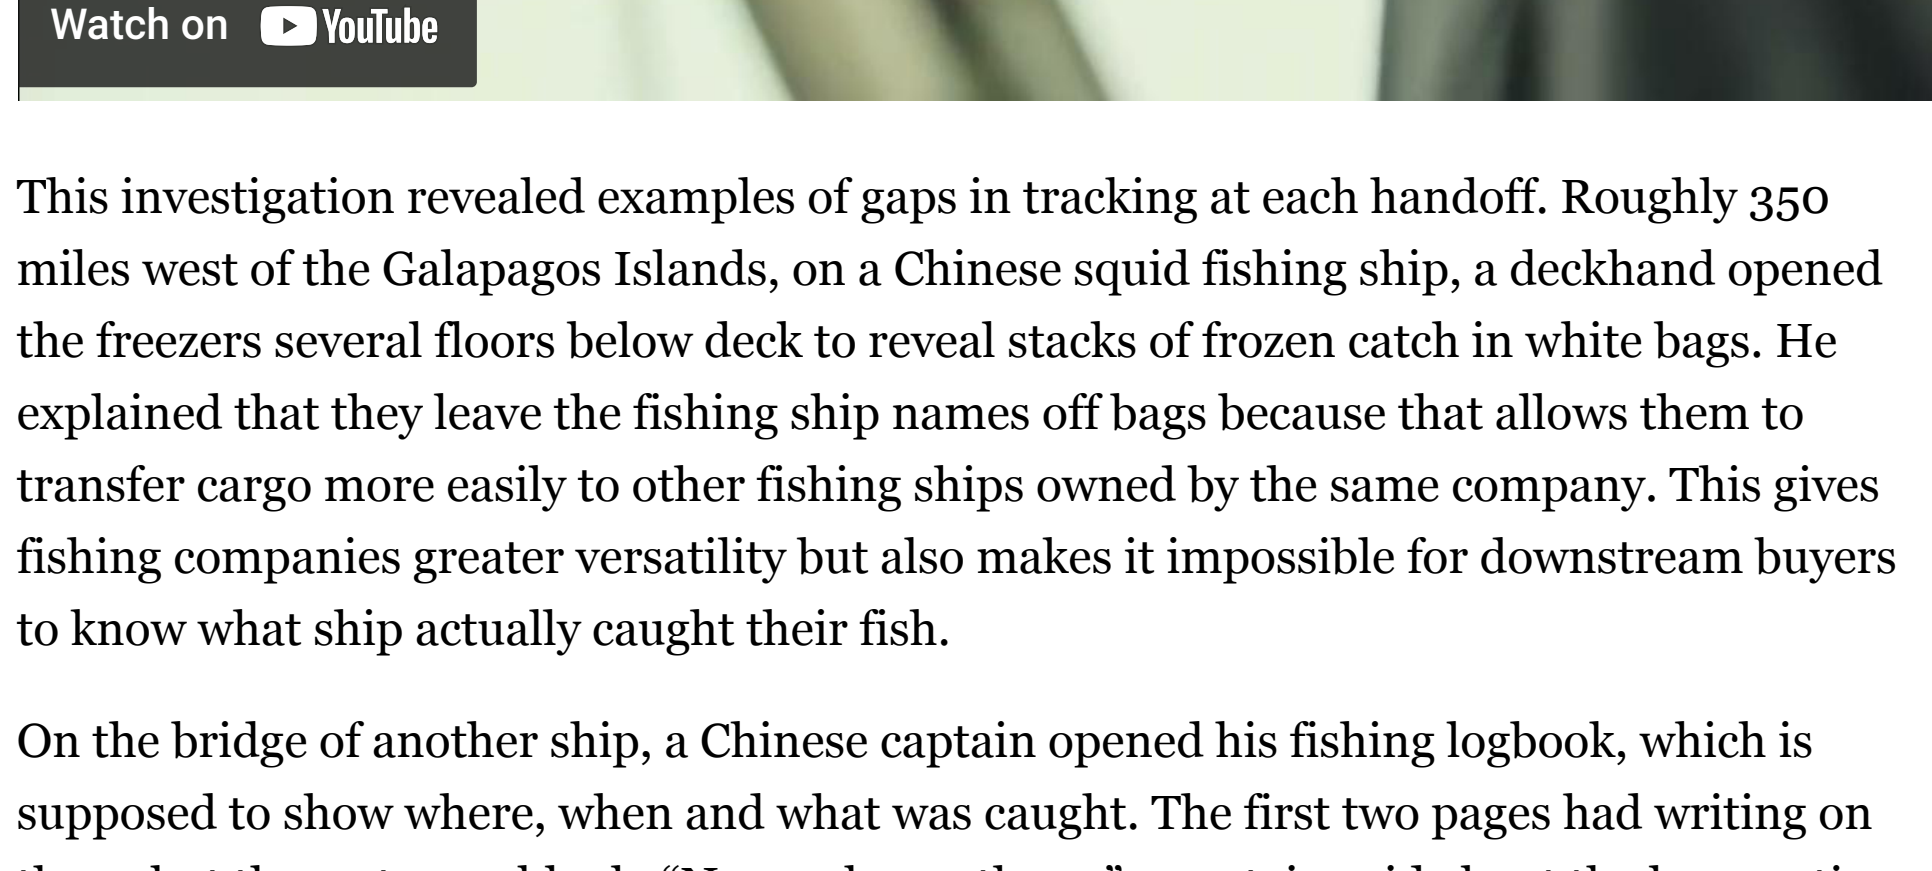 Watch on YouTube
This investigation revealed examples of gaps in tracking at each handoff. Roughly 350
miles west of the Galapagos Islands, on a Chinese squid fishing ship, a deckhand opened
the freezers several floors below deck to reveal stacks of frozen catch in white bags. He
explained that they leave the fishing ship names off bags because that allows them to
transfer cargo more easily to other fishing ships owned by the same company. This gives
fishing companies greater versatility but also makes it impossible for downstream buyers
to know what ship actually caught their fish.
On the bridge of another ship, a Chinese captain opened his fishing logbook, which is
supposed to show where, when and what was caught. The first two pages had writing on